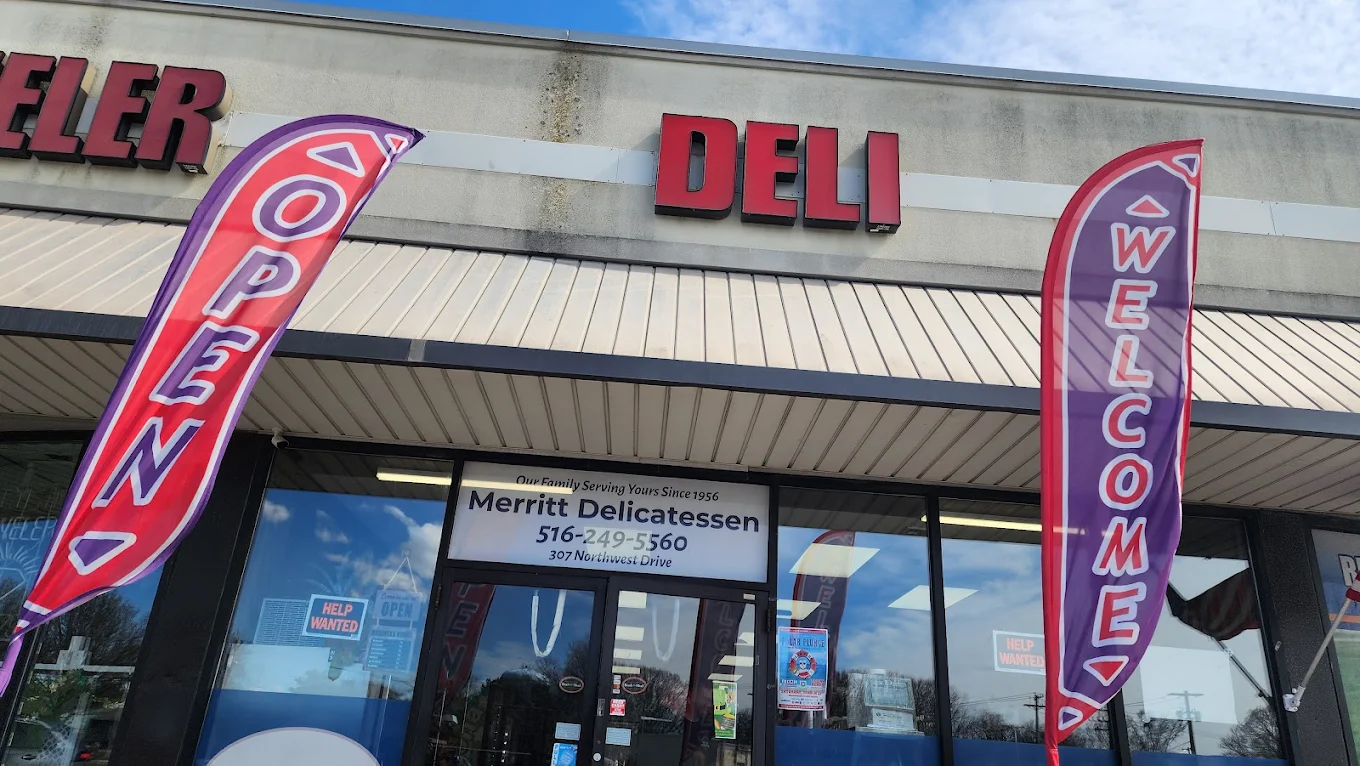 ELER
DELI
OPEN
WELCOME
Our Family Serving Yours Since 1956
Merritt Delicatessen
516-249-5560
307 Northwest Drive
HELP
WANTED
OPEN
HELP
WANTED